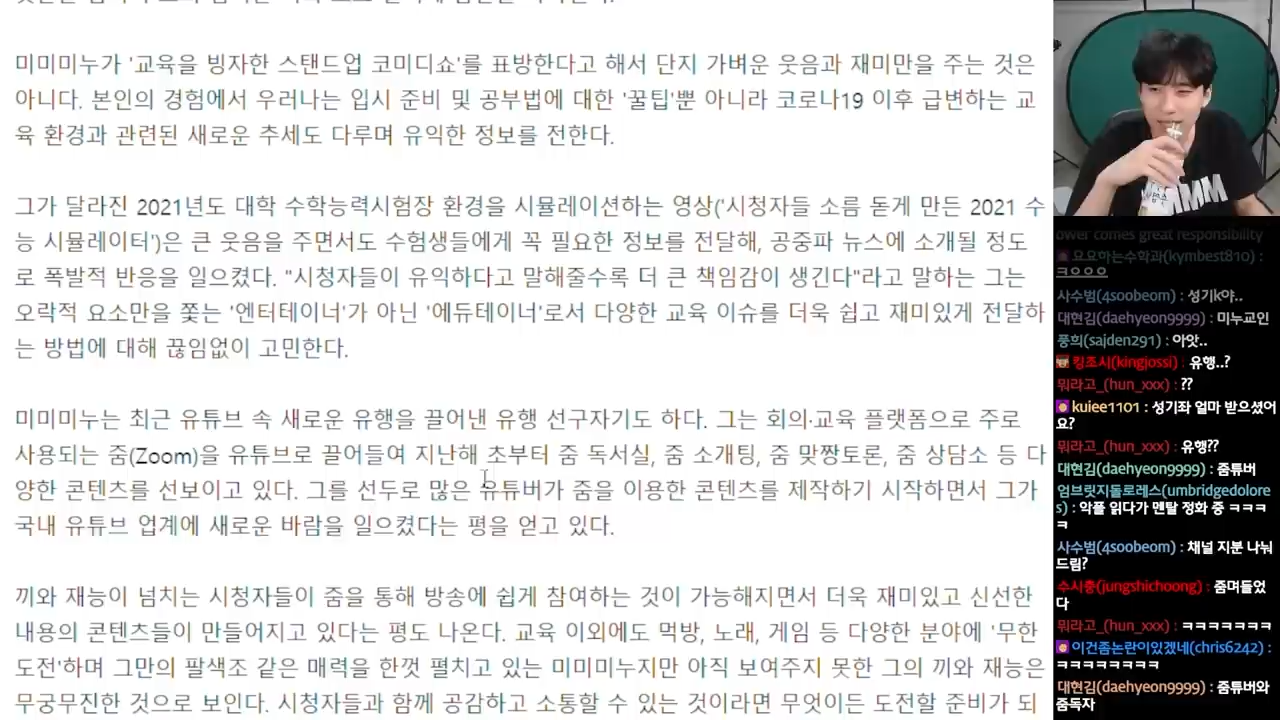 미미미누가 '교육을 빙자한 스탠드업 코미디쇼'를 표방한다고 해서 단지 가벼운 웃음과 재미만을 주는 것은
아니다. 본인의 경험에서 우러나는 입시 준비 및 공부법에 대한 '꿀팁'뿐 아니라 코로나19 이후 급변하는 교
육 환경과 관련된 새로운 추세도 다루며 유익한 정보를 전한다.
그가 달라진 2021년도 대학 수학능력시험장 환경을 시뮬레이션하는 영상('시청자들 소름 돋게 만든 2021 수
능 시뮬레이터')은 큰 웃음을 주면서도 수험생들에게 꼭 필요한 정보를 전달해, 공중파 뉴스에 소개될 정도
로 폭발적 반응을 일으켰다. "시청자들이 유익하다고 말해줄수록 더 큰 책임감이 생긴다"라고 말하는 그는
오락적 요소만을 쫓는 '엔터테이너'가 아닌 '에듀테이너'로서 다양한 교육 이슈를 더욱 쉽고 재미있게 전달하
는 방법에 대해 끊임없이 고민한다.
미미미누는 최근 유튜브 속 새로운 유행을 끌어낸 유행 선구자기도 하다. 그는 회의·교육 플랫폼으로 주로
사용되는 줌(Zoom)을 유튜브로 끌어들여 지난해 초부터 줌 독서실, 줌 소개팅, 줌 맞짱토론, 줌 상담소 등 다
양한 콘텐츠를 선보이고 있다. 그를 선두로 많은 유튜버가 줌을 이용한 콘텐츠를 제작하기 시작하면서 그가
국내 유튜브 업계에 새로운 바람을 일으켰다는 평을 얻고 있다.
끼와 재능이 넘치는 시청자들이 줌을 통해 방송에 쉽게 참여하는 것이 가능해지면서 더욱 재미있고 신선한
내용의 콘텐츠들이 만들어지고 있다는 평도 나온다. 교육 이외에도 먹방, 노래, 게임 등 다양한 분야에 '무한
도전'하며 그만의 팔색조 같은 매력을 한껏 펼치고 있는 미미미누지만 아직 보여주지 못한 그의 끼와 재능은
무궁무진한 것으로 보인다. 시청자들과 함께 공감하고 소통할 수 있는 것이라면 무엇이든 도전할 준비가 되
ower comes great responsibility
요요하는수학과(kymbest810) :
ㅋㅇㅇㅇ
사수범(4soobeom) : 성기k야..
대현김(daehyeon9999) : 미누교인
풍희(sajden291) : 아앗..
킹조시(kingjossi) : 유행..?
뭐라고_(hun_xxx) : ??
kuiee1101 : 성기좌 얼마 받으셨어
요?
뭐라고_(hun_xxx) : 유행??
대현김(daehyeon9999) : 줌튜버
엄브릿지돌로레스(umbridgedolore
s) : 악플 읽다가 멘탈 정화 중 ㅋㅋㅋ
ㅋ
사수범(4soobeom) : 채널 지분 나눠
드림?
수시충(jungshichoong) : 줌며들었
다
뭐라고_(hun_xxx) : ㅋㅋㅋㅋㅋㅋㅋ
이건좀논란이있겠네(chris6242) :
ㅋㅋㅋㅋㅋㅋㅋㅋ
대현김(daehyeon9999) : 줌튜버와
줌독자